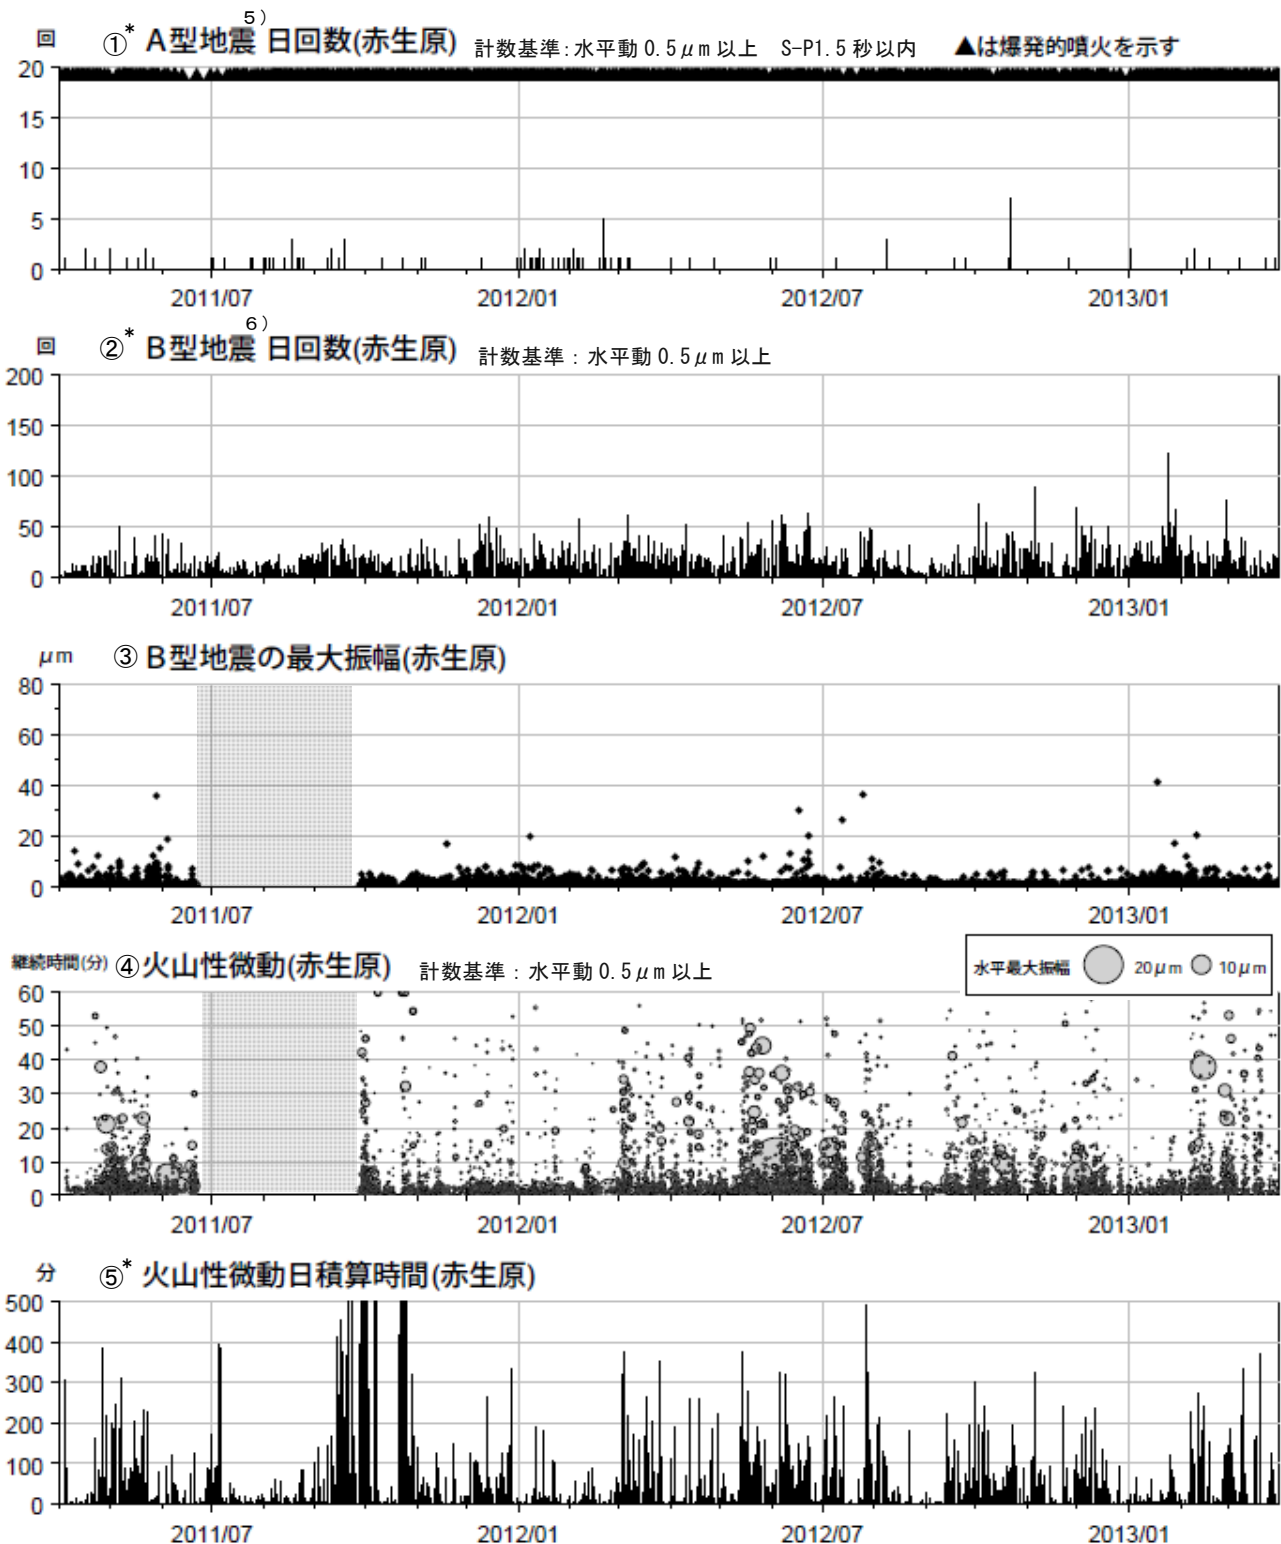 回 ①* A型地震 5) 日回数(赤生原) 計数基準:水平動0.5μm以上 S-P1.5秒以内 ▲は爆発的噴火を示す
20
15
10
5
0
2011/07 2012/01 2012/07 2013/01
回 ②* B型地震 6) 日回数(赤生原) 計数基準:水平動0.5μm以上
200
150
100
50
0
2011/07 2012/01 2012/07 2013/01
μm ③ B型地震の最大振幅(赤生原)
80
60
40
20
0
2011/07 2012/01 2012/07 2013/01
継続時間(分) ④火山性微動(赤生原) 計数基準:水平動0.5μm以上
水平最大振幅 20μm 10μm
60
50
40
30
20
10
0
2011/07 2012/01 2012/07 2013/01
分 ⑤* 火山性微動日積算時間(赤生原)
500
400
300
200
100
0
2011/07 2012/01 2012/07 2013/01